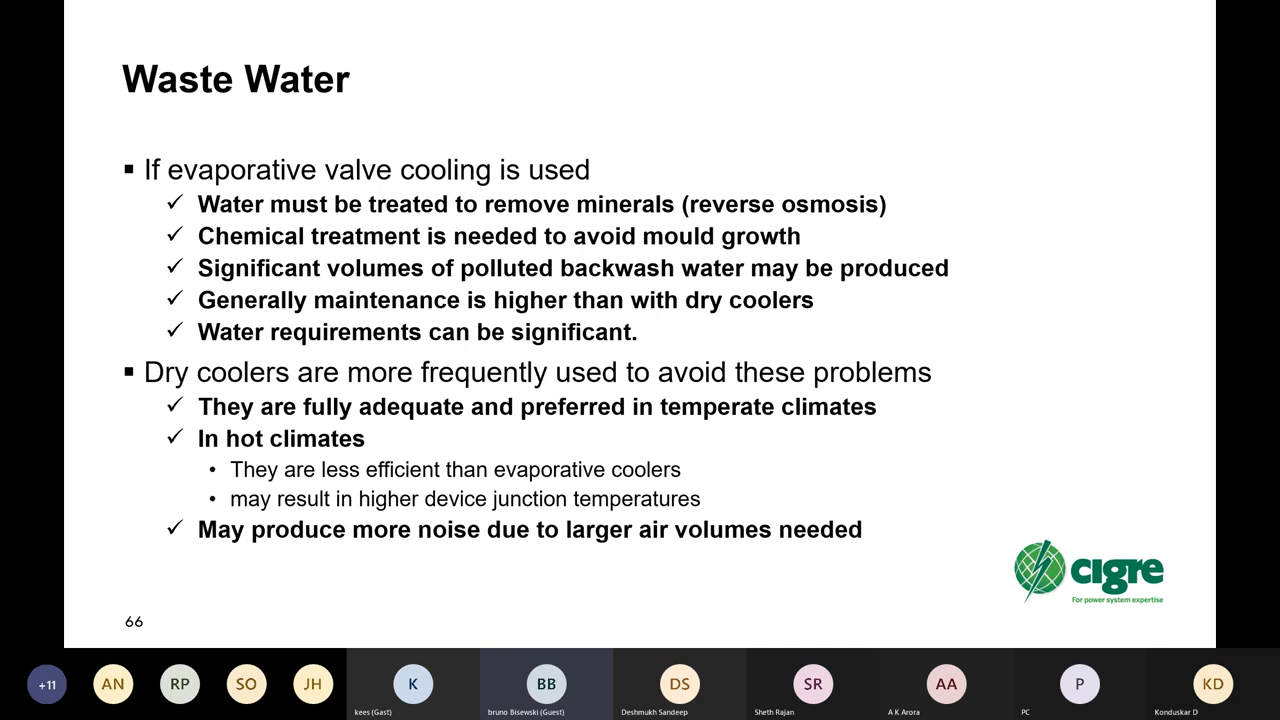 Waste Water
▪ If evaporative valve cooling is used
✓ Water must be treated to remove minerals (reverse osmosis)
✓ Chemical treatment is needed to avoid mould growth
✓ Significant volumes of polluted backwash water may be produced
✓ Generally maintenance is higher than with dry coolers
✓ Water requirements can be significant.
▪ Dry coolers are more frequently used to avoid these problems
✓ They are fully adequate and preferred in temperate climates
✓ In hot climates
• They are less efficient than evaporative coolers
• may result in higher device junction temperatures
✓ May produce more noise due to larger air volumes needed
cigre
For power system expertise
66
+11 AN RP SO JH K BB DS SR AA P KD
kees (Gast) bruno Bisewski (Guest) Deshmukh Sandeep Sheth Rajan A K Arora PC Konduskar D